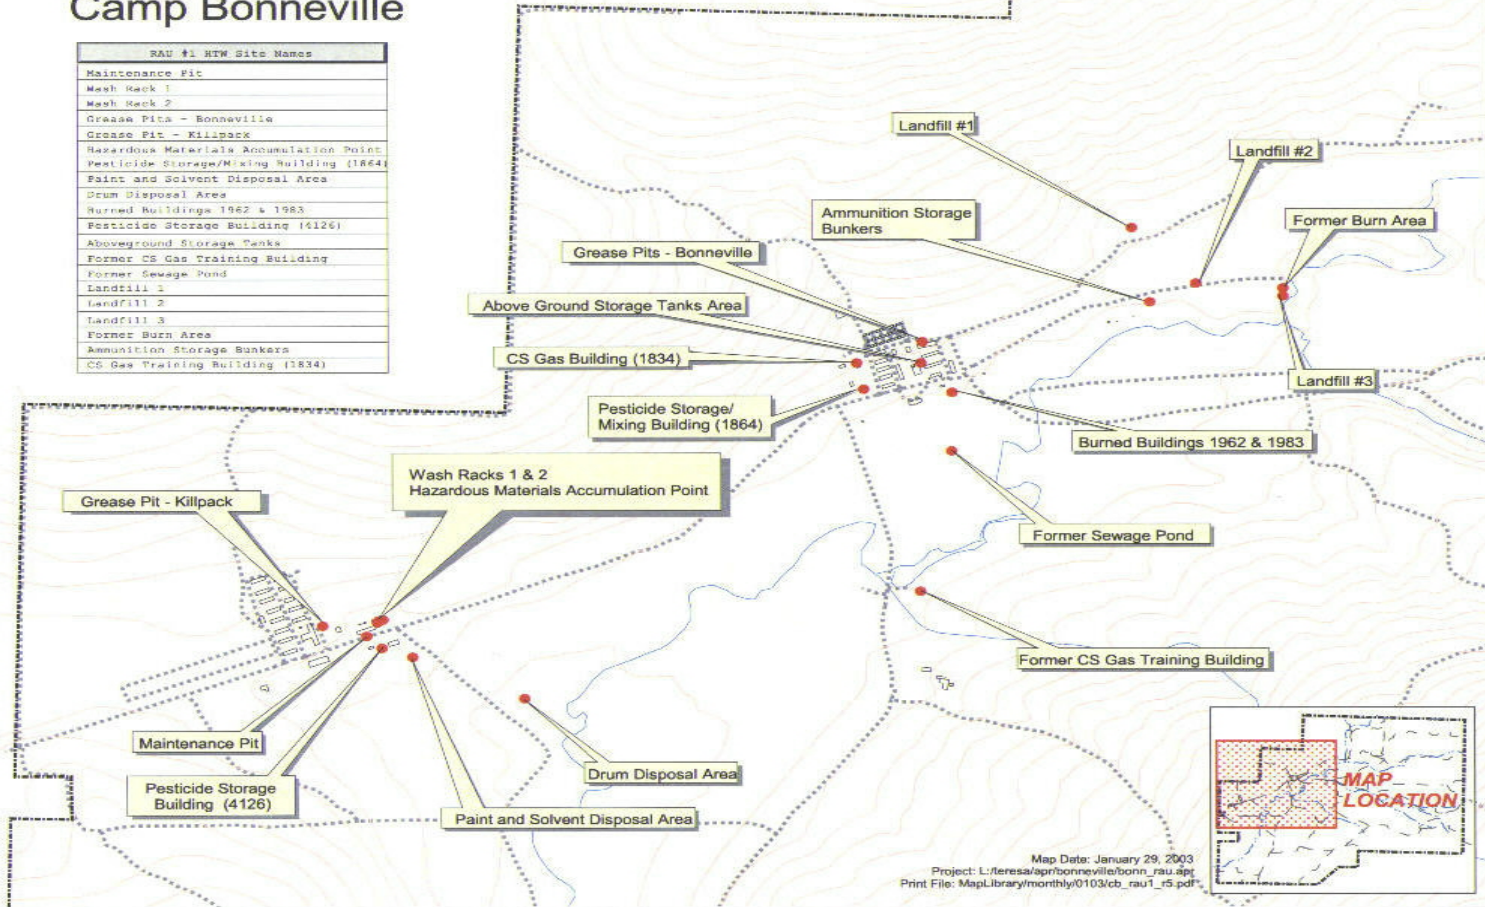 Camp Bonneville
RAU #1 HTW Site Names
Maintenance Pit
Wash Rack 1
Wash Rack 2
Grease Pits - Bonneville
Grease Pit - Killpack
Hazardous Materials Accumulation Point
Pesticide Storage/Mixing Building (1864)
Paint and Solvent Disposal Area
Drum Disposal Area
Burned Buildings 1962 & 1983
Pesticide Storage Building (4126)
Aboveground Storage Tanks
Former CS Gas Training Building
Former Sewage Pond
Landfill 1
Landfill 2
Landfill 3
Former Burn Area
Ammunition Storage Bunkers
CS Gas Training Building (1834)
Landfill #1
Landfill #2
Ammunition Storage
Bunkers
Former Burn Area
Grease Pits - Bonneville
Above Ground Storage Tanks Area
CS Gas Building (1834)
Landfill #3
Pesticide Storage/
Mixing Building (1864)
Burned Buildings 1962 & 1983
Wash Racks 1 & 2
Hazardous Materials Accumulation Point
Grease Pit - Killpack
Former Sewage Pond
Former CS Gas Training Building
Maintenance Pit
Drum Disposal Area
Pesticide Storage
Building (4126)
Paint and Solvent Disposal Area
MAP
LOCATION
Map Date: January 29, 2003
Project: L:/teresa/apr/bonneville/bonn_rau.apr
Print File: MapLibrary/monthly/0103/cb_rau1_r5.pdf